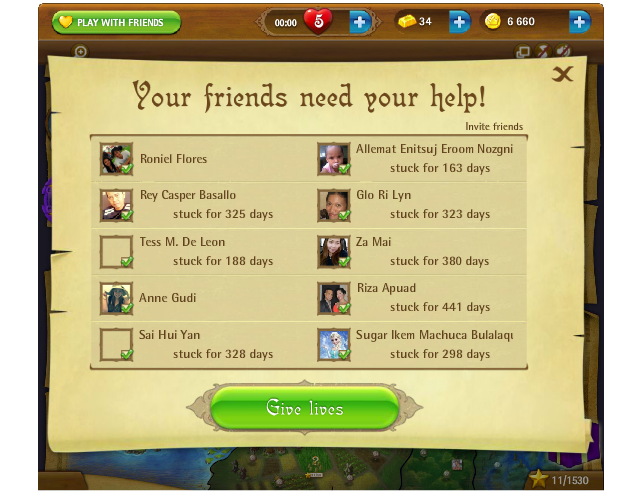 PLAY WITH FRIENDS
00:00
5
34
6 660
Your friends need your help!
Invite friends
Roniel Flores
Allemat Enitsuj Eroom Nozgni
stuck for 163 days
Rey Casper Basallo
stuck for 325 days
Glo Ri Lyn
stuck for 323 days
Tess M. De Leon
stuck for 188 days
Za Mai
stuck for 380 days
Anne Gudi
Riza Apuad
stuck for 441 days
Sai Hui Yan
stuck for 328 days
Sugar Ikem Machuca Bulalaqu
stuck for 298 days
Give lives
11/1530